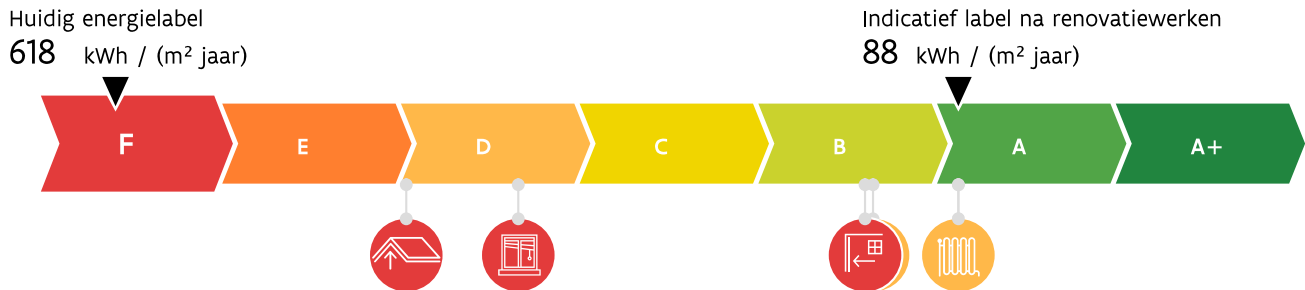 Huidig energielabel
618 kWh / (m² jaar)
Indicatief label na renovatiewerken
88 kWh / (m² jaar)
F E D C B A A+